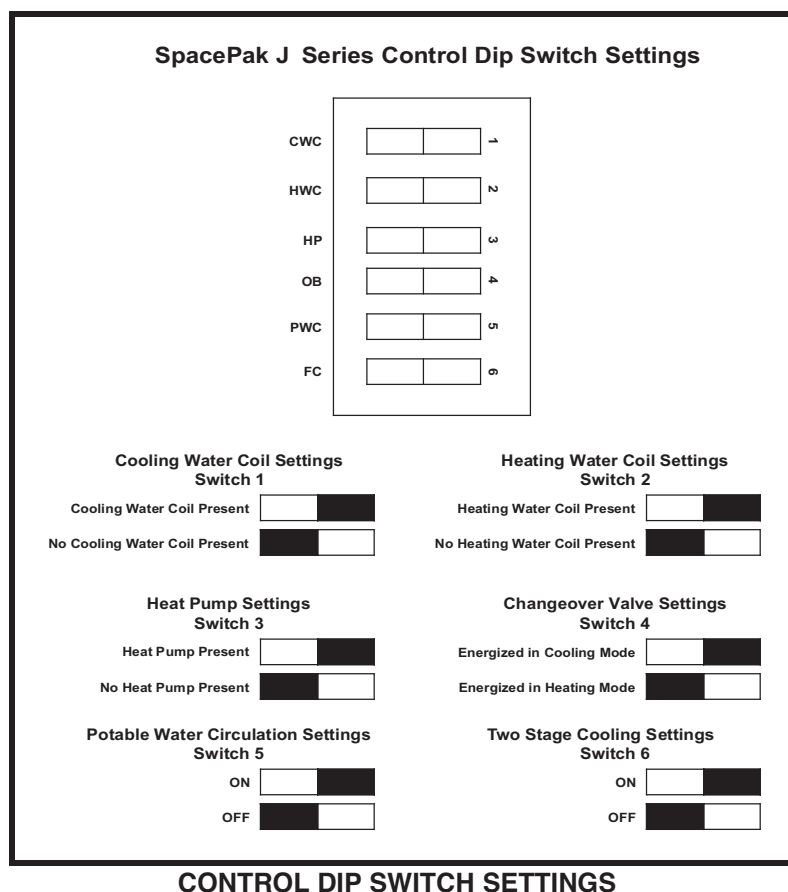 SpacePak J Series Control Dip Switch Settings
CWC 1
HWC 2
HP 3
OB 4
PWC 5
FC 6
Cooling Water Coil Settings
Switch 1
Cooling Water Coil Present
No Cooling Water Coil Present
Heating Water Coil Settings
Switch 2
Heating Water Coil Present
No Heating Water Coil Present
Heat Pump Settings
Switch 3
Heat Pump Present
No Heat Pump Present
Changeover Valve Settings
Switch 4
Energized in Cooling Mode
Energized in Heating Mode
Potable Water Circulation Settings
Switch 5
ON
OFF
Two Stage Cooling Settings
Switch 6
ON
OFF
CONTROL DIP SWITCH SETTINGS